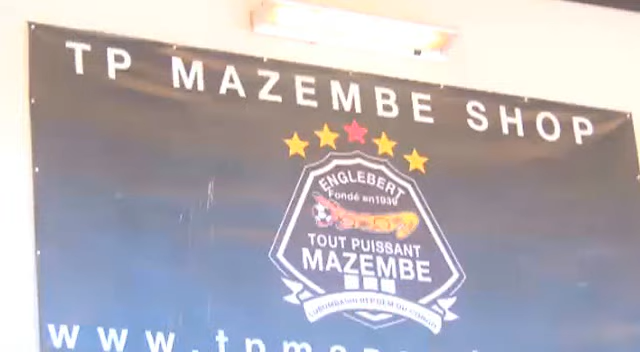 TP MAZEMBE SHOP
ENGLEBERT
Fondé en1939
TOUT PUISSANT
MAZEMBE